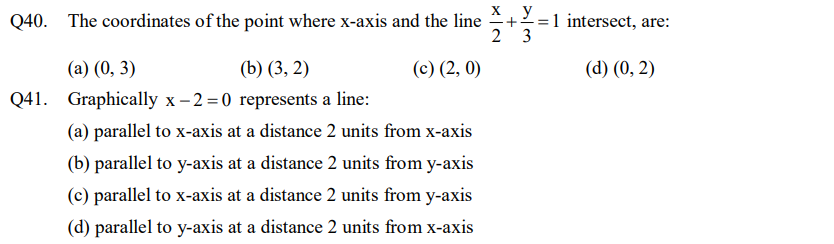 Q40. The coordinates of the point where x-axis and the line x/2 + y/3 = 1 intersect, are:
(a) (0, 3) (b) (3, 2) (c) (2, 0) (d) (0, 2)
Q41. Graphically x − 2 = 0 represents a line:
(a) parallel to x-axis at a distance 2 units from x-axis
(b) parallel to y-axis at a distance 2 units from y-axis
(c) parallel to x-axis at a distance 2 units from y-axis
(d) parallel to y-axis at a distance 2 units from x-axis